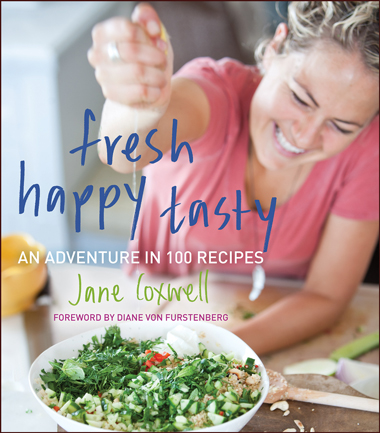 fresh
happy tasty
AN ADVENTURE IN 100 RECIPES
Jane Coxwell
FOREWORD BY DIANE VON FURSTENBERG